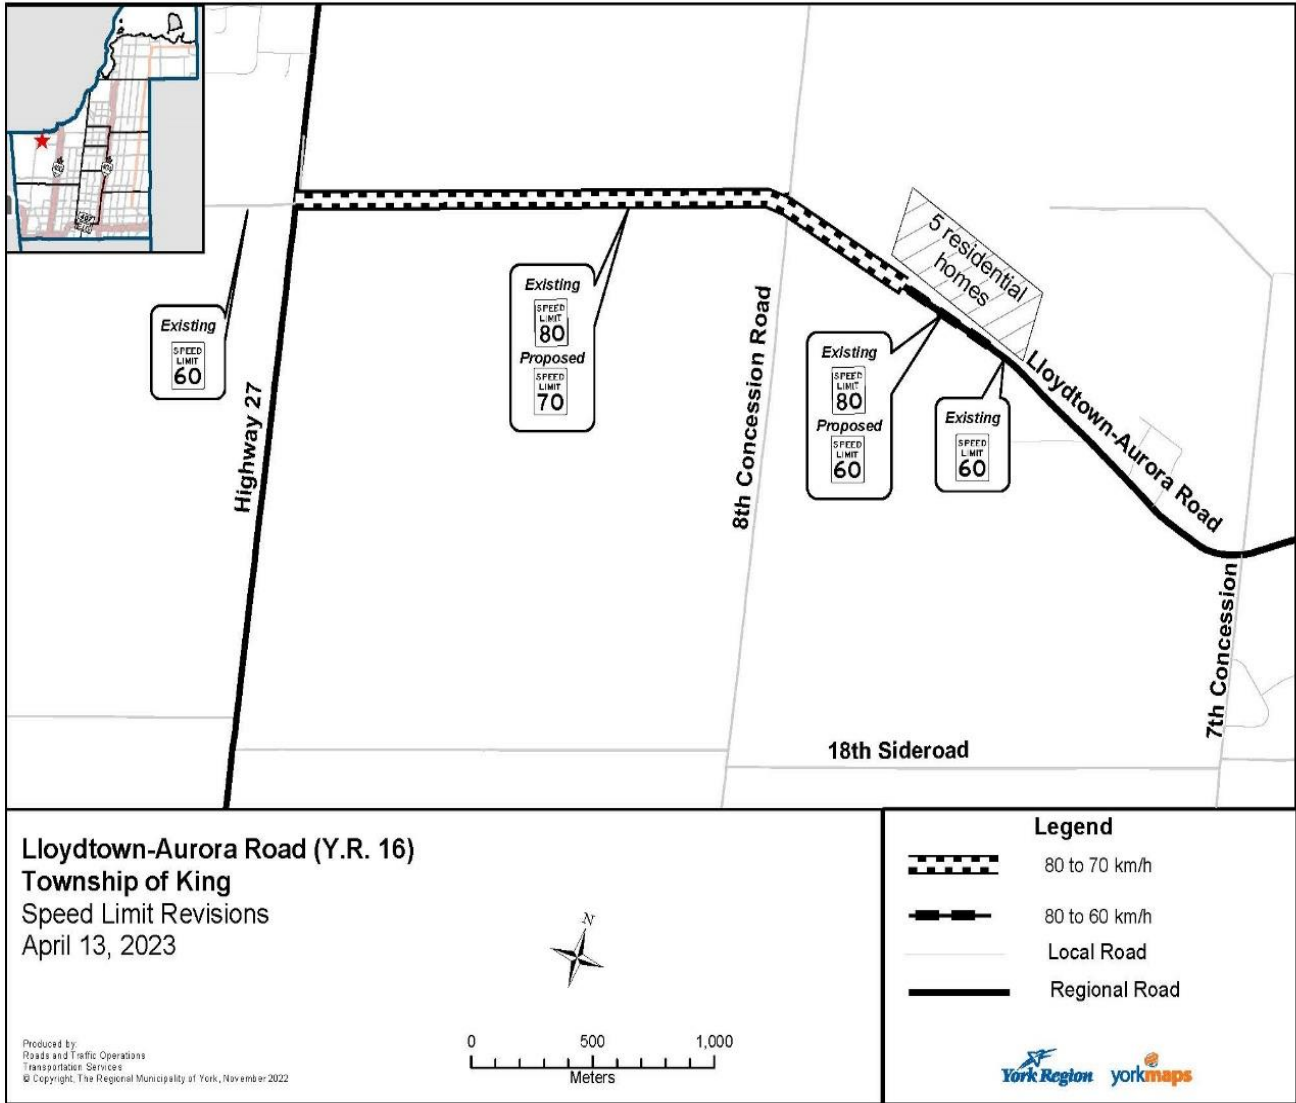 5 residential
homes
Existing
SPEED
LIMIT
60
Existing
SPEED
LIMIT
80
Proposed
SPEED
LIMIT
70
Existing
SPEED
LIMIT
80
Proposed
SPEED
LIMIT
60
Existing
SPEED
LIMIT
60
Highway 27
8th Concession Road
Lloydtown-Aurora Road
7th Concession
18th Sideroad
Lloydtown-Aurora Road (Y.R. 16)
Township of King
Speed Limit Revisions
April 13, 2023
N
0 500 1,000
Meters
Produced by:
Roads and Traffic Operations
Transportation Services
© Copyright, The Regional Municipality of York, November 2022
Legend
80 to 70 km/h
80 to 60 km/h
Local Road
Regional Road
York Region yorkmaps